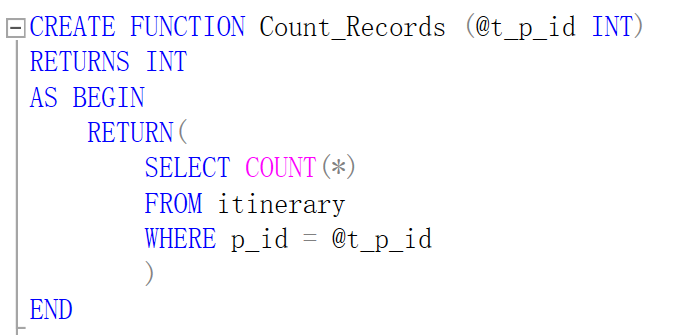 CREATE FUNCTION Count_Records (@t_p_id INT)
RETURNS INT
AS BEGIN
    RETURN(
        SELECT COUNT(*)
        FROM itinerary
        WHERE p_id = @t_p_id
        )
END